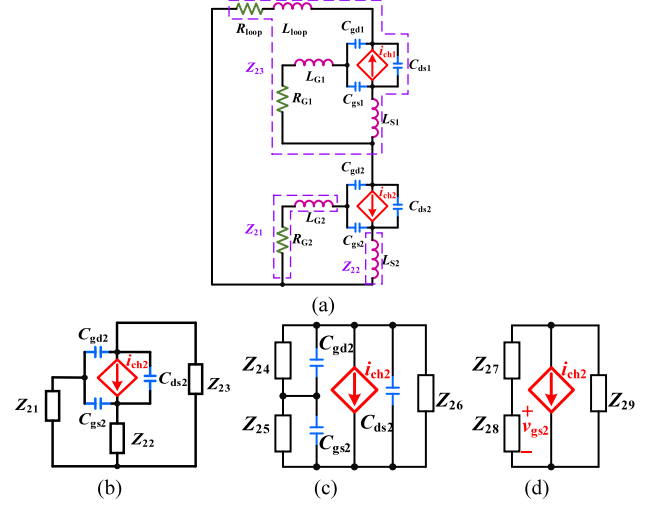 R_loop L_loop
C_gd1
i_ch1
C_ds1
Z_23
L_G1
R_G1
C_gs1
L_S1
C_gd2
C_ds2
Z_21
L_G2
R_G2
C_gs2
Z_22
L_S2
(a)
C_gd2
i_ch2
C_ds2
Z_23
Z_21
C_gs2
Z_22
(b)
Z_24
C_gd2
i_ch2
Z_25
C_gs2
C_ds2
Z_26
(c)
Z_27
i_ch2
Z_28
+
v_gs2
−
Z_29
(d)